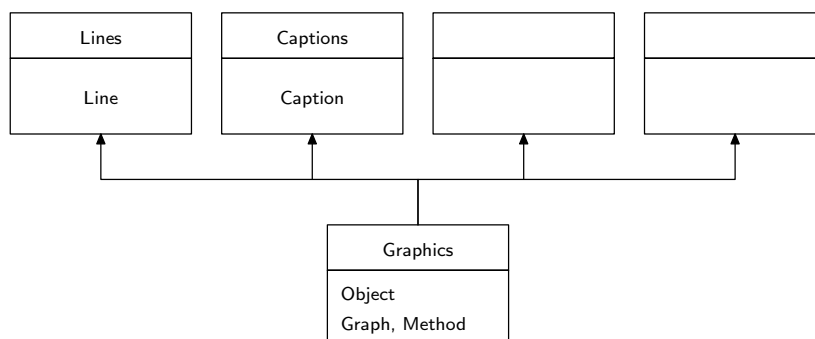 Lines
Captions
Line
Caption
Graphics
Object
Graph, Method